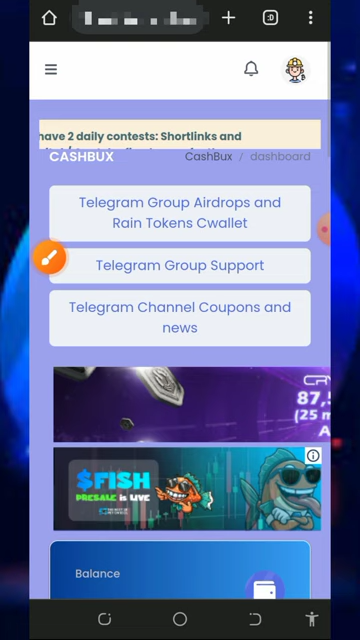 :D
have 2 daily contests: Shortlinks and
CASHBUX
CashBux / dashboard
Telegram Group Airdrops and
Rain Tokens Cwallet
Telegram Group Support
Telegram Channel Coupons and
news
87,5
(25 m
A
$FISH
PRESALE is LIVE
Balance